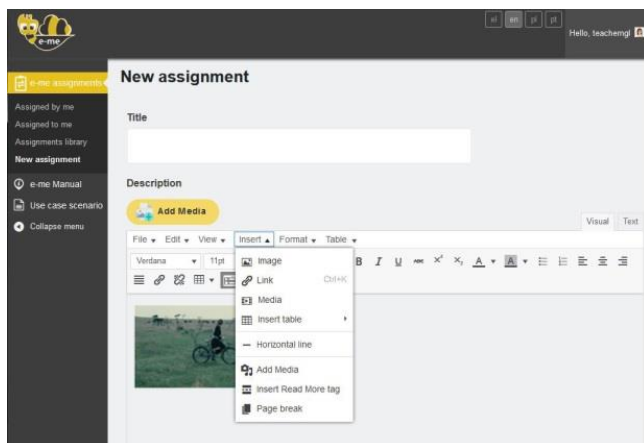 e-me
el en pl pt
Hello, teachemgl
e-me assignments
Assigned by me
Assigned to me
Assignments library
New assignment
e-me Manual
Use case scenario
Collapse menu
New assignment
Title
Description
Add Media
Visual Text
File Edit View Insert Format Table
Verdana 11pt B I U ABC X² X₂ A A
Image
Link Ctrl+K
Media
Insert table
Horizontal line
Add Media
Insert Read More tag
Page break